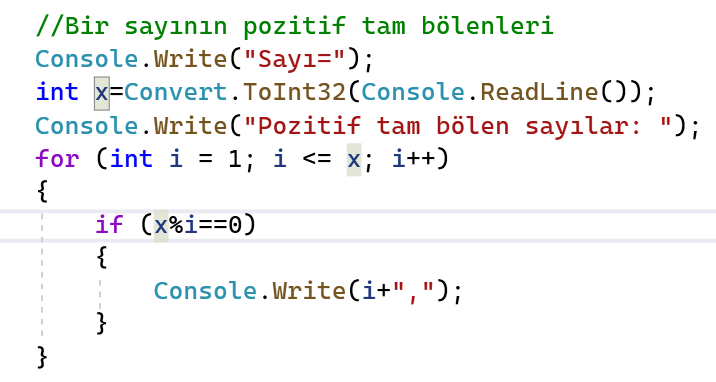 //Bir sayının pozitif tam bölenleri
Console.Write("Sayı=");
int x=Convert.ToInt32(Console.ReadLine());
Console.Write("Pozitif tam bölen sayılar: ");
for (int i = 1; i <= x; i++)
{
    if (x%i==0)
    {
        Console.Write(i+",");
    }
}